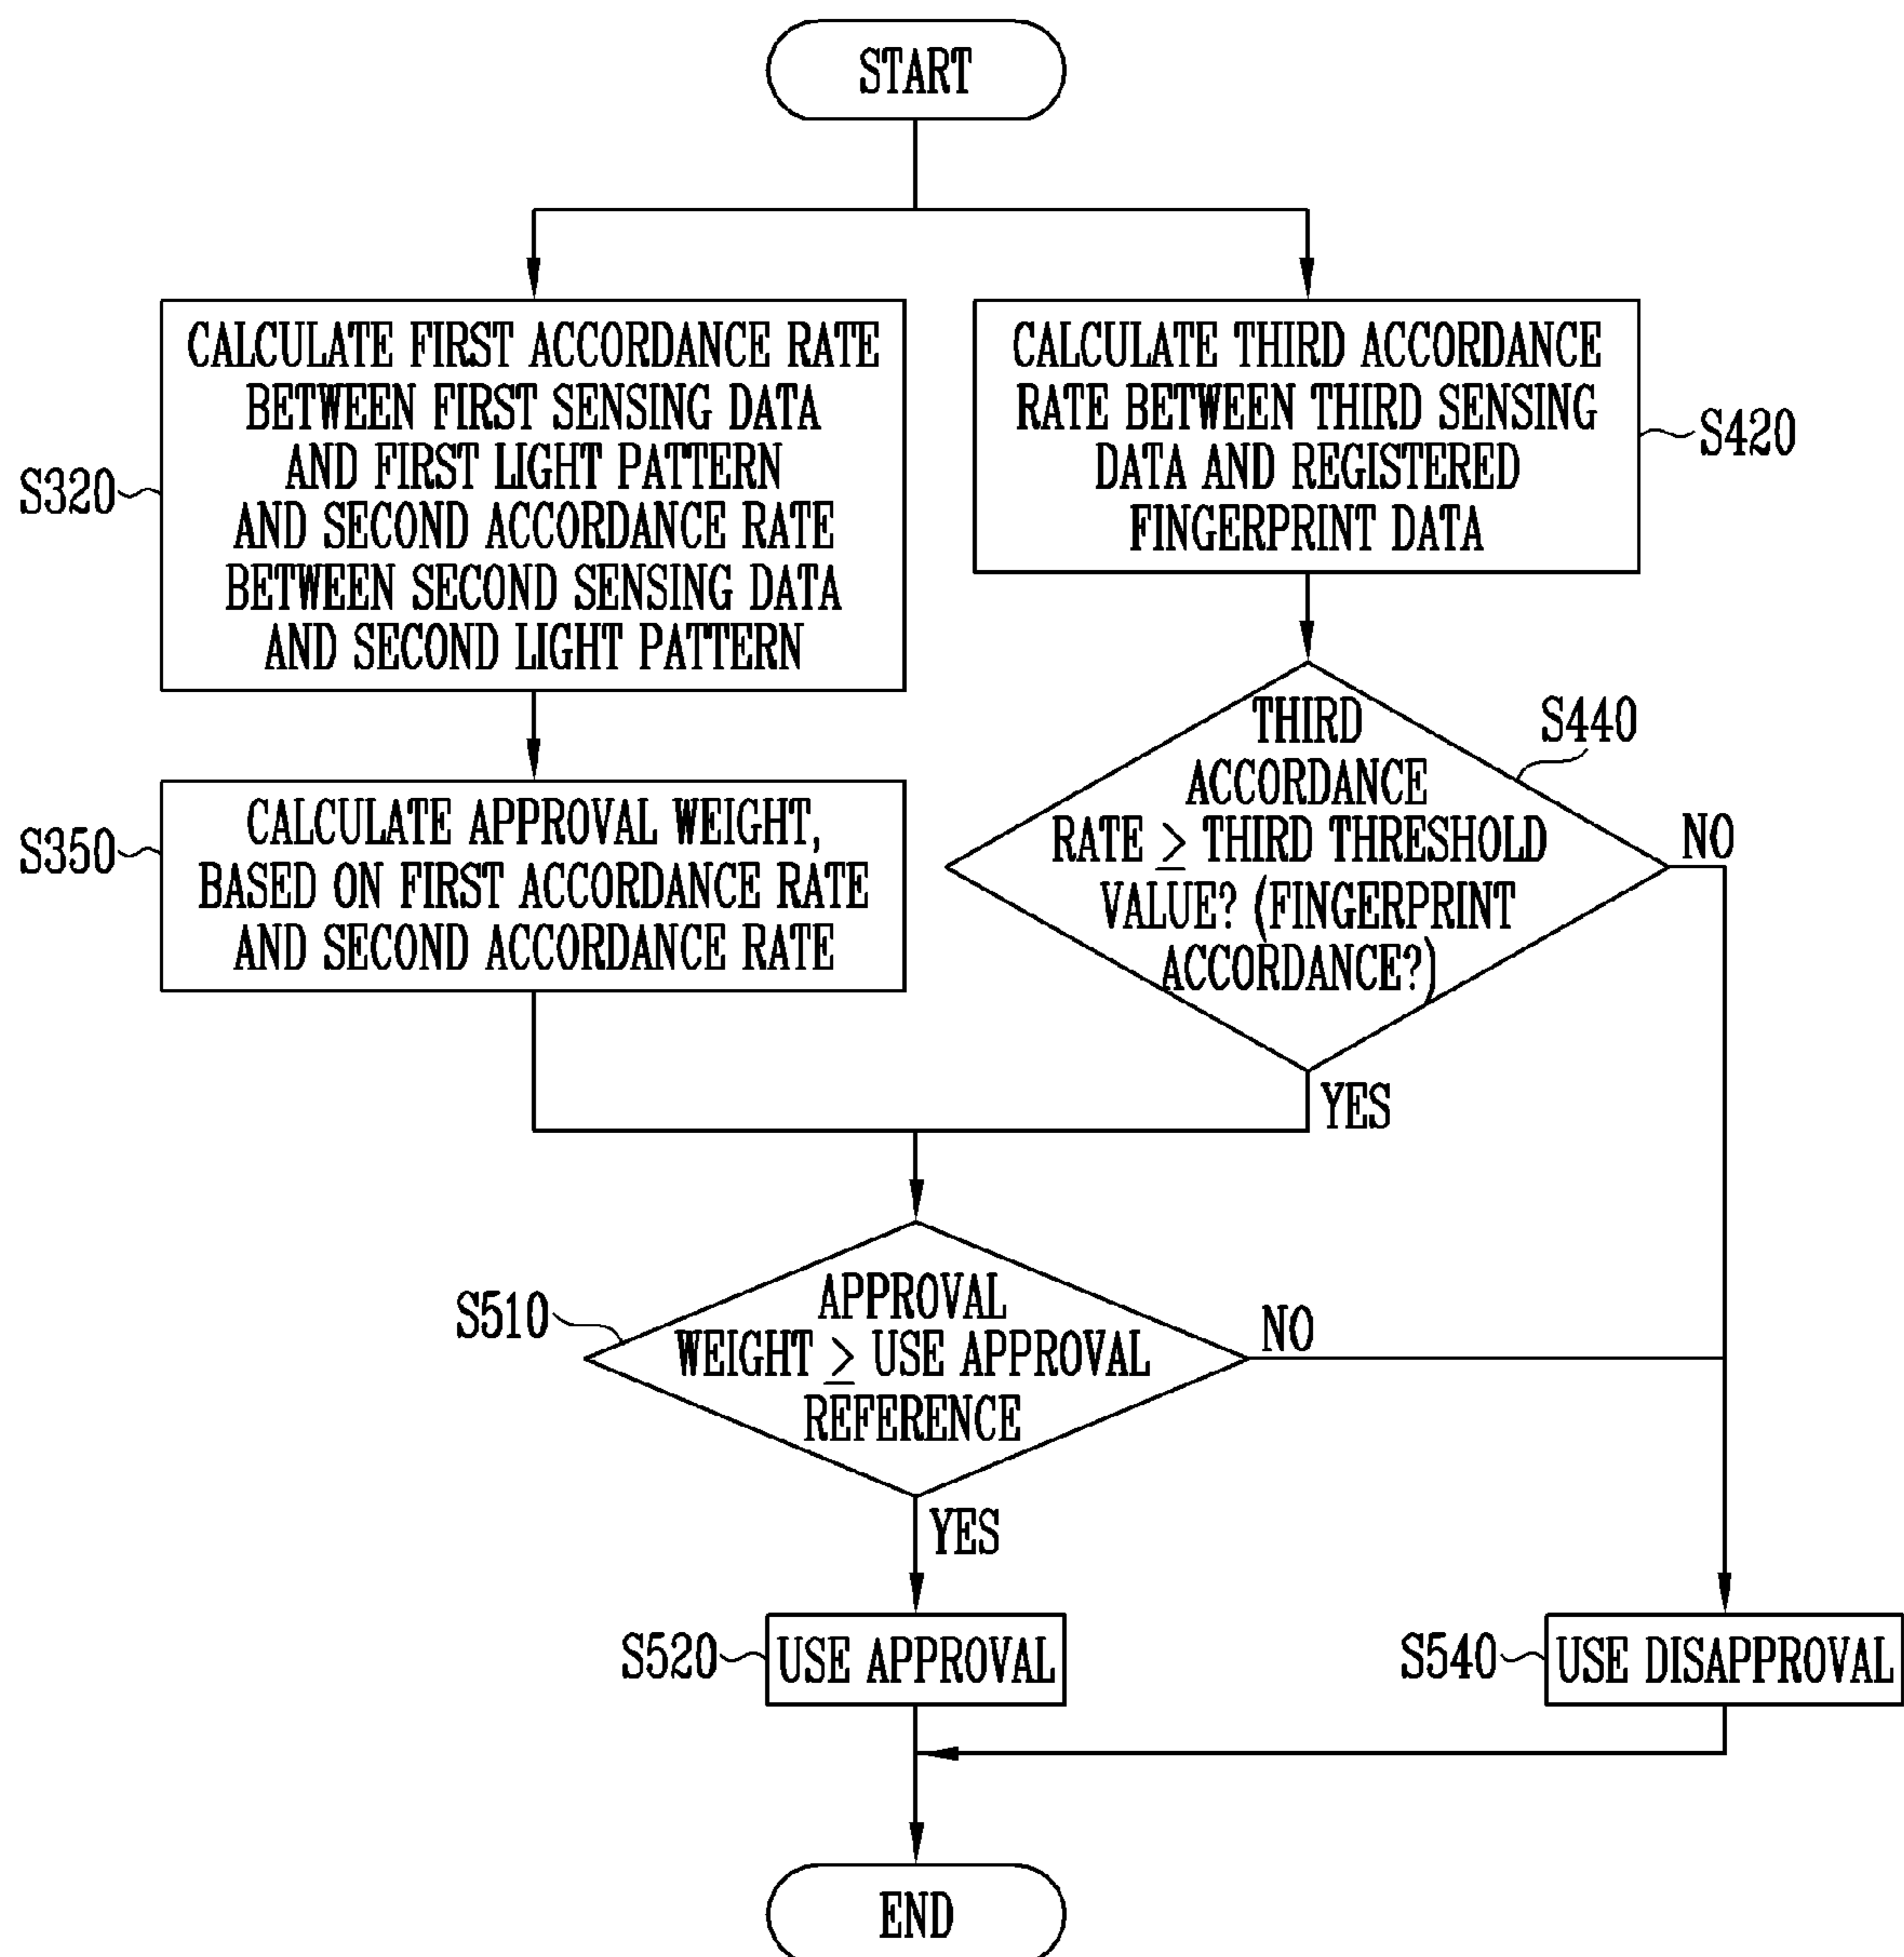 START
CALCULATE FIRST ACCORDANCE RATE
BETWEEN FIRST SENSING DATA
AND FIRST LIGHT PATTERN
AND SECOND ACCORDANCE RATE
BETWEEN SECOND SENSING DATA
AND SECOND LIGHT PATTERN
S320
CALCULATE THIRD ACCORDANCE
RATE BETWEEN THIRD SENSING
DATA AND REGISTERED
FINGERPRINT DATA
S420
CALCULATE APPROVAL WEIGHT,
BASED ON FIRST ACCORDANCE RATE
AND SECOND ACCORDANCE RATE
S350
THIRD
ACCORDANCE
RATE ≥ THIRD THRESHOLD
VALUE? (FINGERPRINT
ACCORDANCE?)
S440
NO
YES
S510
APPROVAL
WEIGHT ≥ USE APPROVAL
REFERENCE
NO
YES
S520
USE APPROVAL
S540
USE DISAPPROVAL
END